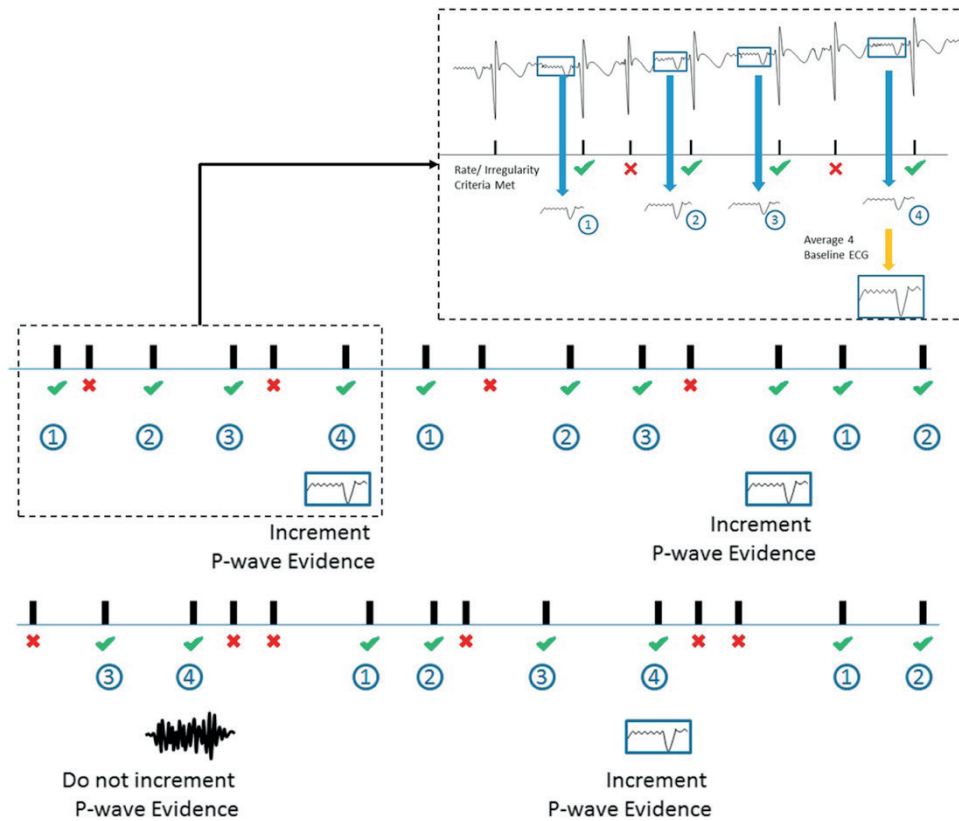 Rate/ Irregularity
Criteria Met
① ② ③ ④
Average 4
Baseline ECG
① ② ③ ④ ① ② ③ ④ ① ②
Increment
P-wave Evidence
Increment
P-wave Evidence
③ ④ ① ② ③ ④ ① ②
Do not increment
P-wave Evidence
Increment
P-wave Evidence